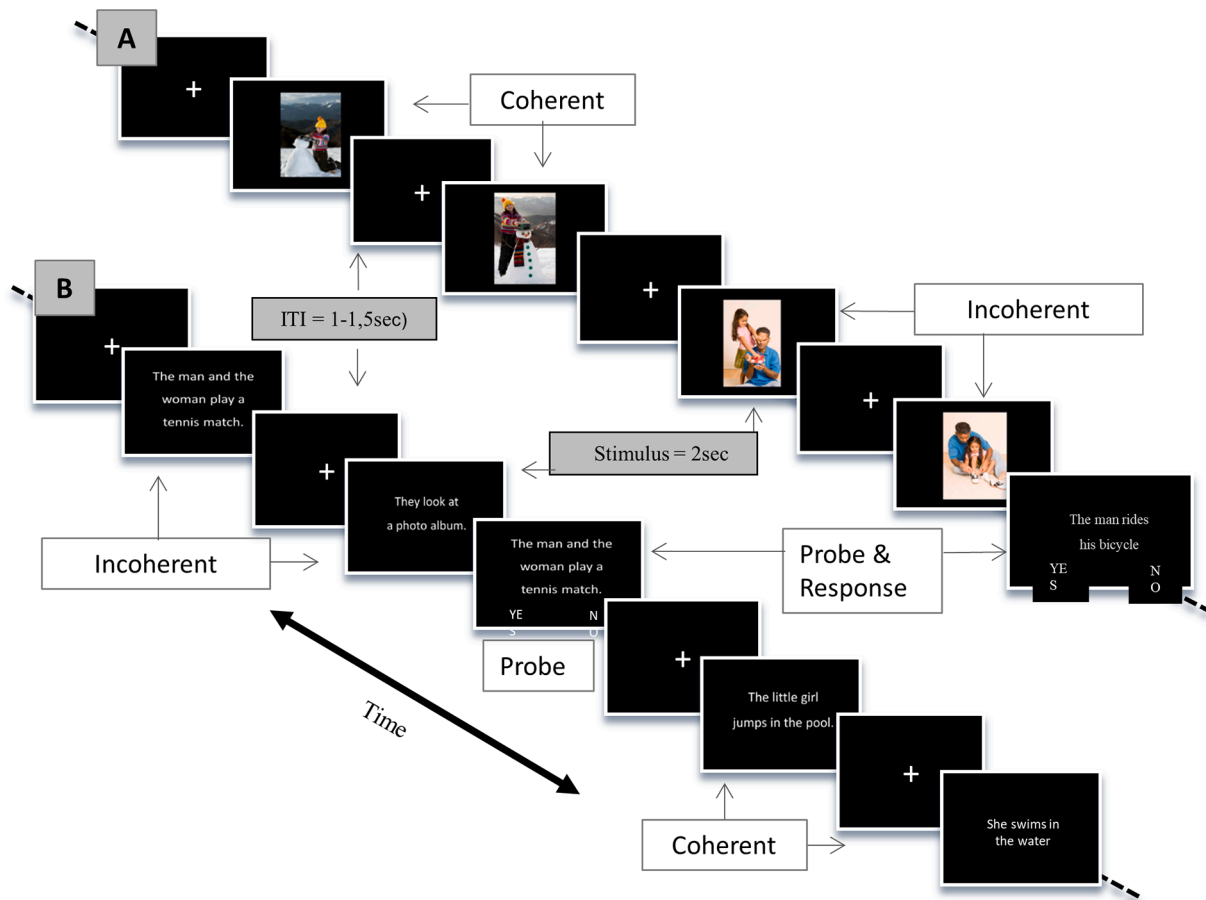 A
Coherent
B
ITI = 1-1,5sec)
Incoherent
The man and the
woman play a
tennis match.
Stimulus = 2sec
They look at
a photo album.
The man rides
his bicycle
YE
S
N
O
Probe &
Response
Incoherent
The man and the
woman play a
tennis match.
YE
S
N
O
Probe
Time
The little girl
jumps in the pool.
Coherent
She swims in
the water